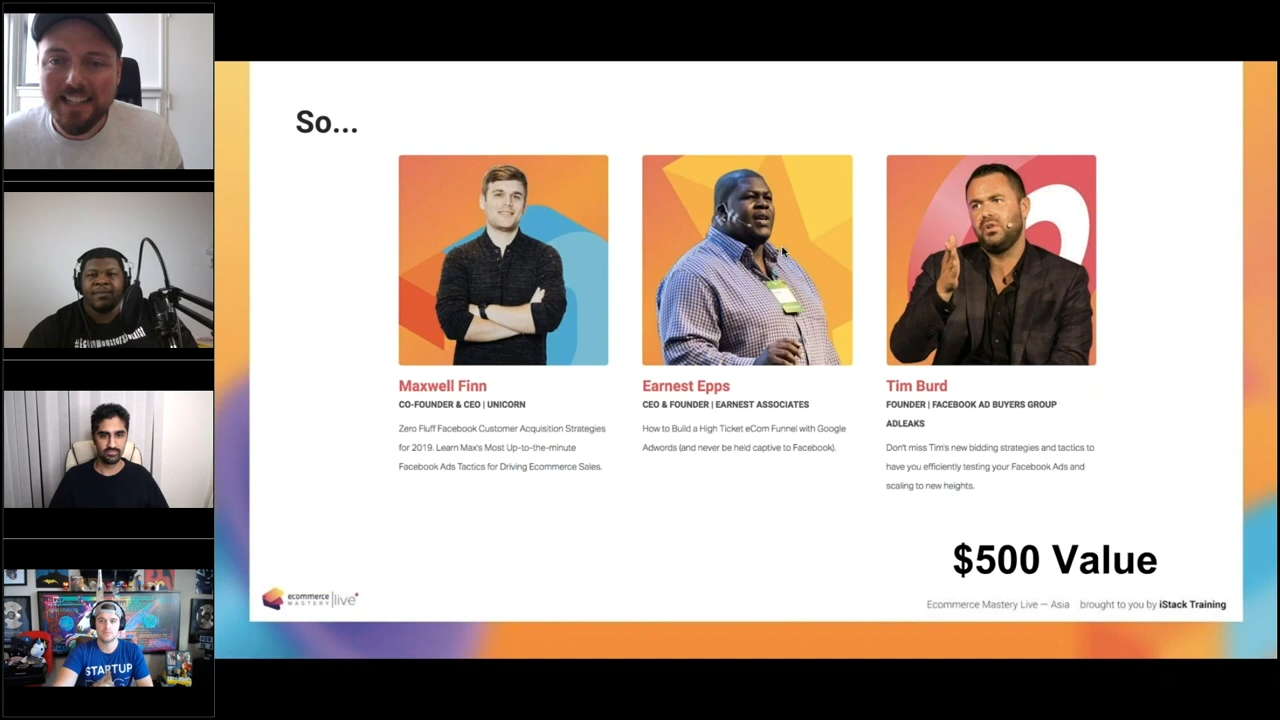 So...
Maxwell Finn
CO-FOUNDER & CEO | UNICORN
Zero Fluff Facebook Customer Acquisition Strategies
for 2019. Learn Max's Most Up-to-the-minute
Facebook Ads Tactics for Driving Ecommerce Sales.
Earnest Epps
CEO & FOUNDER | EARNEST ASSOCIATES
How to Build a High Ticket eCom Funnel with Google
Adwords (and never be held captive to Facebook).
Tim Burd
FOUNDER | FACEBOOK AD BUYERS GROUP
ADLEAKS
Don't miss Tim's new bidding strategies and tactics to
have you efficiently testing your Facebook Ads and
scaling to new heights.
$500 Value
ecommerce
MASTERY live
Ecommerce Mastery Live — Asia brought to you by iStack Training
STARTUP